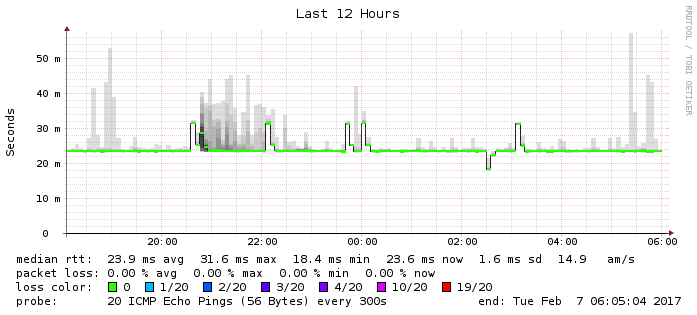 Last 12 Hours
RRDTOOL / TOBI OETIKER
Seconds
50 m
40 m
30 m
20 m
10 m
0
20:00 22:00 00:00 02:00 04:00 06:00
median rtt: 23.9 ms avg 31.6 ms max 18.4 ms min 23.6 ms now 1.6 ms sd 14.9 am/s
packet loss: 0.00 % avg 0.00 % max 0.00 % min 0.00 % now
loss color: 0 1/20 2/20 3/20 4/20 10/20 19/20
probe: 20 ICMP Echo Pings (56 Bytes) every 300s end: Tue Feb 7 06:05:04 2017